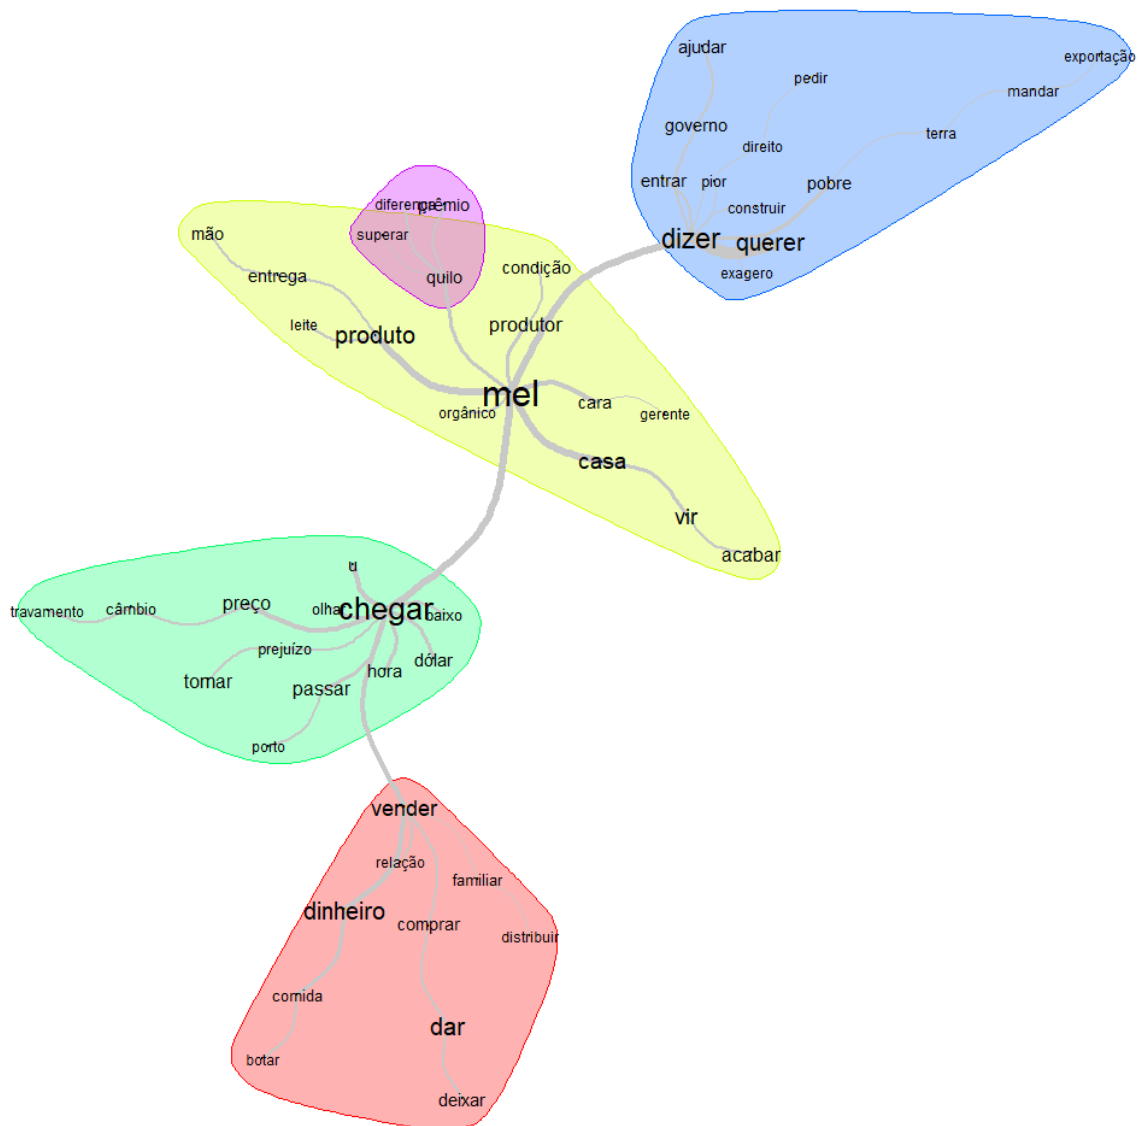 ajudar
exportação
pedir
mandar
governo
terra
direito
entrar
pior
pobre
construir
dizer
querer
exagero
diferença
prêmio
superar
quilo
mão
entrega
condição
leite
produto
produtor
mel
orgânico
cara
gerente
casa
vir
acabar
u
travamento
câmbio
preço
olhar
chegar
baixo
prejuízo
tomar
passar
hora
dólar
porto
vender
relação
familiar
dinheiro
comprar
distribuir
comida
dar
botar
deixar